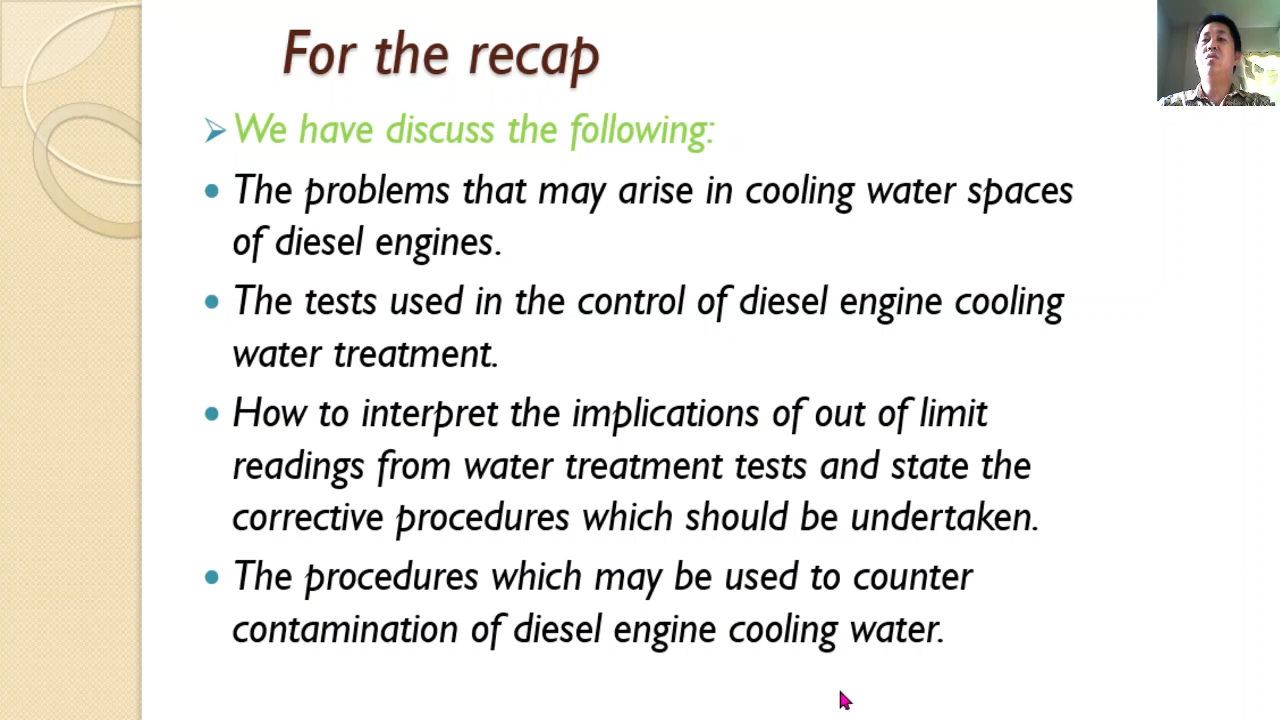 For the recap
We have discuss the following:
The problems that may arise in cooling water spaces
of diesel engines.
The tests used in the control of diesel engine cooling
water treatment.
How to interpret the implications of out of limit
readings from water treatment tests and state the
corrective procedures which should be undertaken.
The procedures which may be used to counter
contamination of diesel engine cooling water.